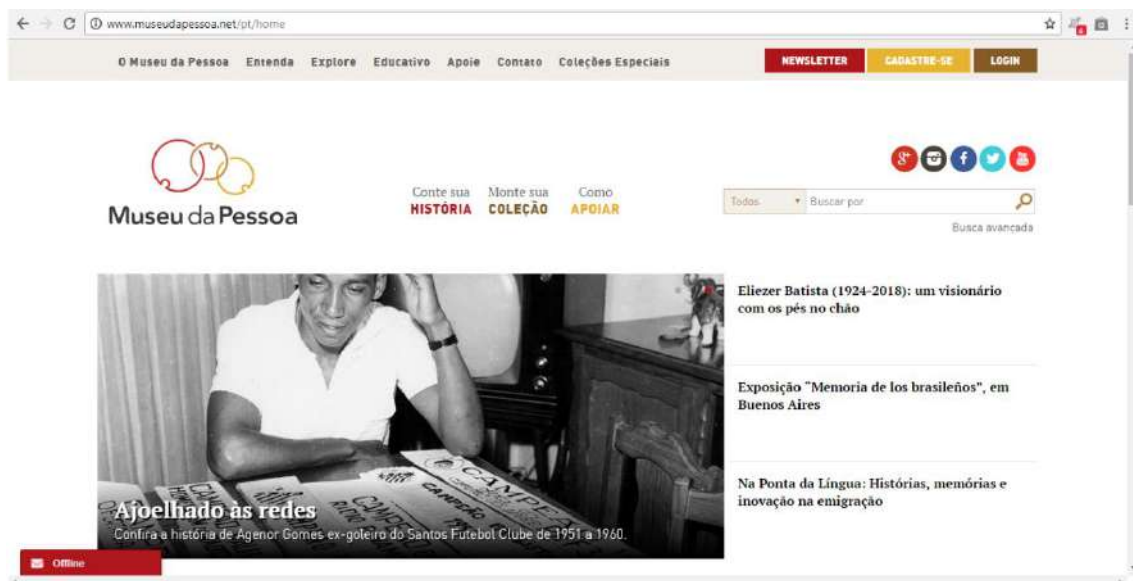 www.museudapessoa.net/pt/home
O Museu da Pessoa Entenda Explore Educativo Apoie Contato Coleções Especiais
NEWSLETTER CADASTRE-SE LOGIN
Museu da Pessoa
Conte sua
HISTÓRIA
Monte sua
COLEÇÃO
Como
APOIAR
Todos Buscar por
Busca avançada
CAMPEÃO
Ajoelhado às redes
Confira a história de Agenor Gomes ex-goleiro do Santos Futebol Clube de 1951 a 1960.
Eliezer Batista (1924-2018): um visionário
com os pés no chão
Exposição "Memoria de los brasileños", em
Buenos Aires
Na Ponta da Língua: Histórias, memórias e
inovação na emigração
Offline